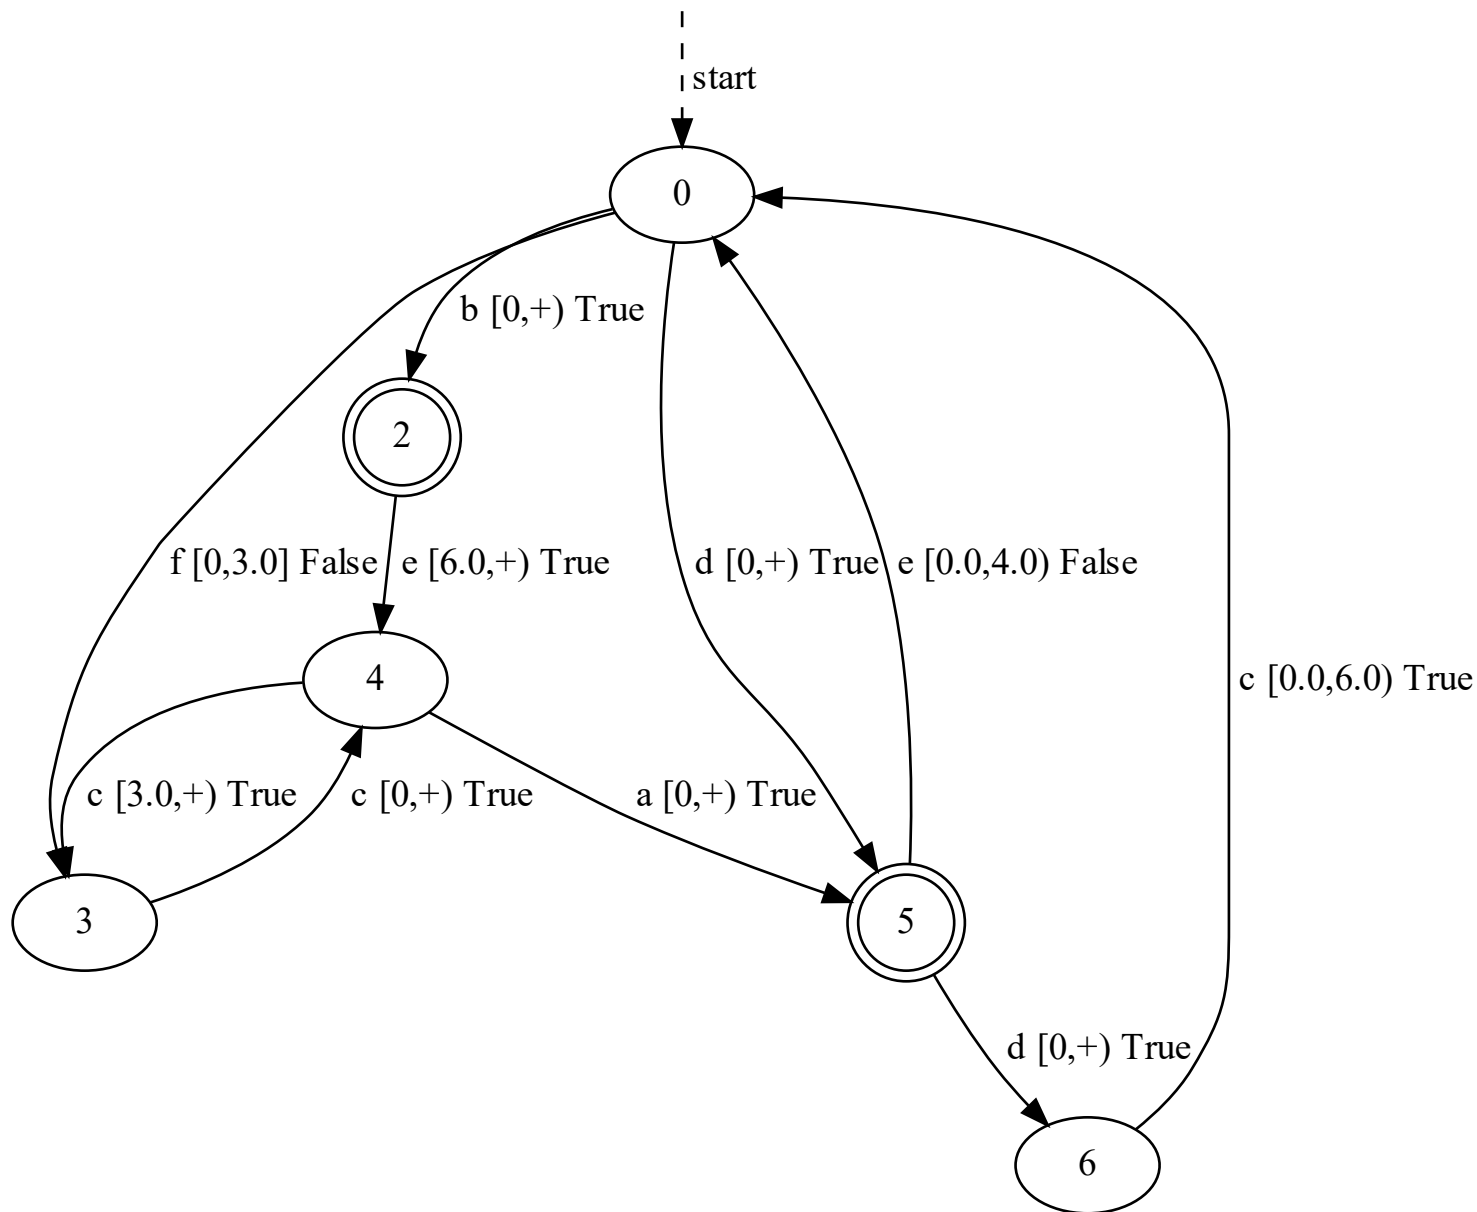 start
0
b [0,+) True
2
f [0,3.0] False
e [6.0,+) True
d [0,+) True
e [0.0,4.0) False
4
c [0.0,6.0) True
c [3.0,+) True
c [0,+) True
a [0,+) True
3
5
d [0,+) True
6